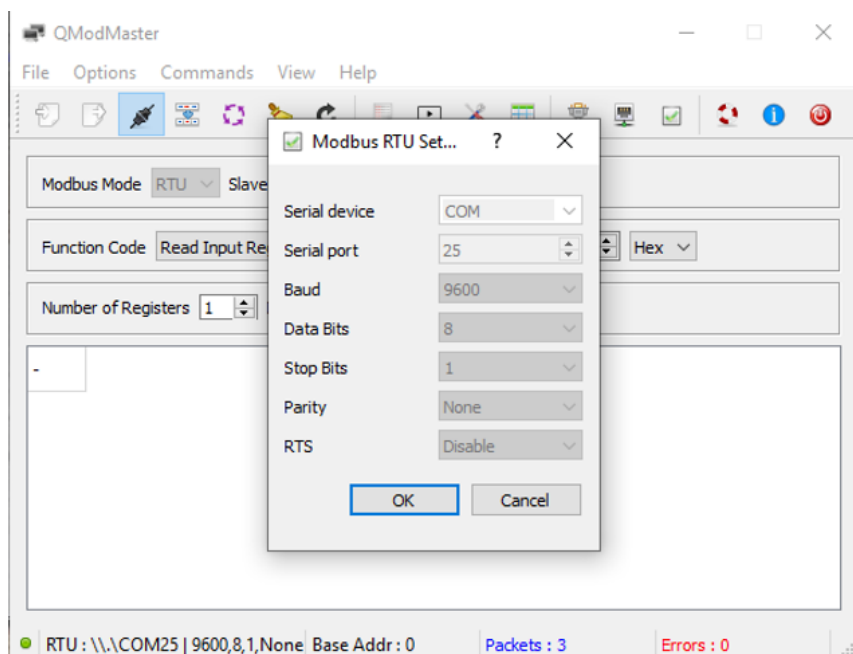 QModMaster
File Options Commands View Help
Modbus RTU Set... ?
Modbus Mode RTU Slave
Serial device COM
Function Code Read Input Re Hex
Serial port 25
Baud 9600
Number of Registers 1
Data Bits 8
Stop Bits 1
-
Parity None
RTS Disable
OK Cancel
RTU : \\.\COM25 | 9600,8,1,None Base Addr : 0 Packets : 3 Errors : 0